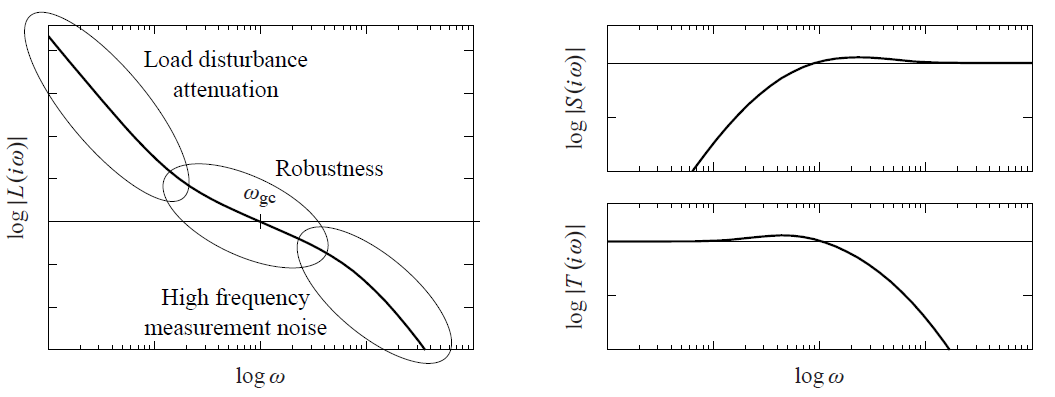 log |L(iω)|
Load disturbance
attenuation
Robustness
ω_gc
High frequency
measurement noise
log ω
log |S(iω)|
log |T(iω)|
log ω